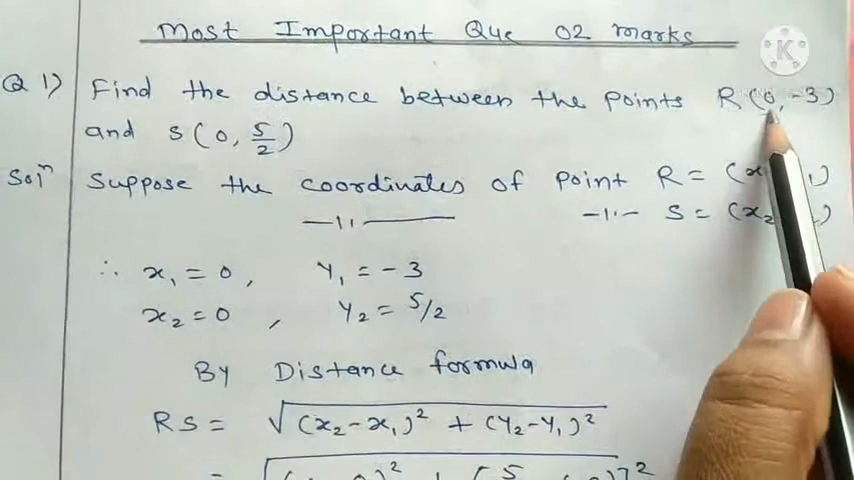 Most Important Que 02 marks
K
Q 1) Find the distance between the points R(0, -3)
and S(0, 5/2)
Solⁿ Suppose the coordinates of point R = (x
—11— —11— S = (x₂
∴ x₁ = 0, y₁ = -3
x₂ = 0, y₂ = 5/2
By Distance formula
RS = √(x₂-x₁)² + (y₂-y₁)²